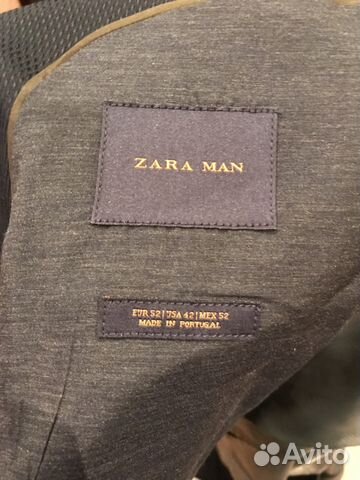 ZARA MAN
EUR 52 | USA 42 | MEX 52
MADE IN PORTUGAL
Avito